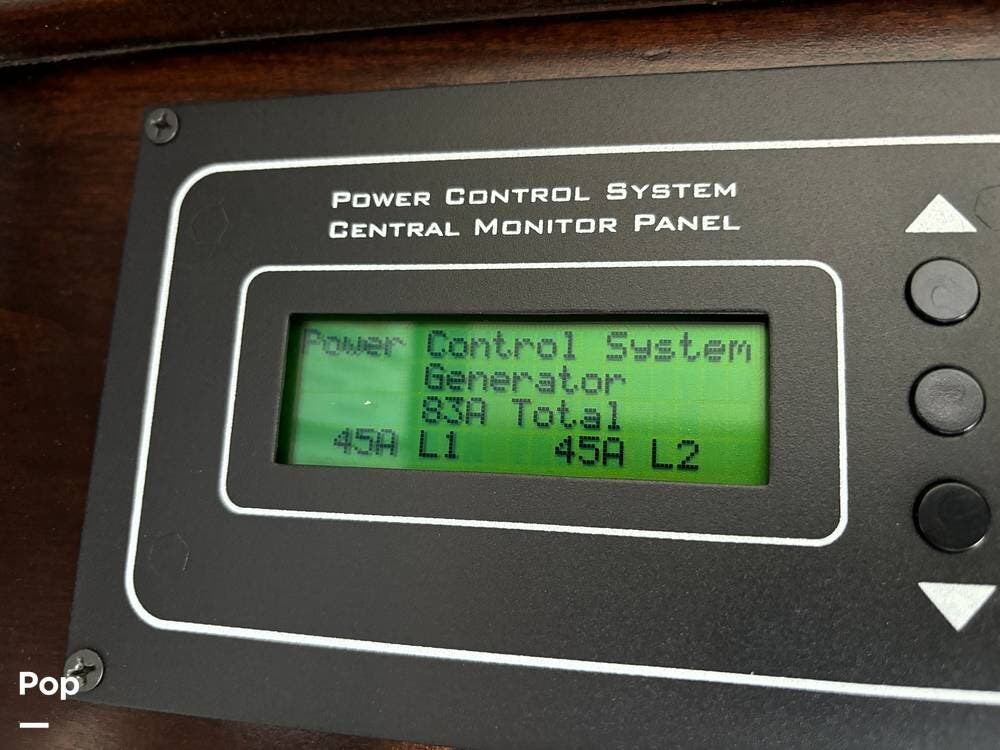 POWER CONTROL SYSTEM
CENTRAL MONITOR PANEL
Power Control System
Generator
83A Total
45A L1 45A L2
Pop